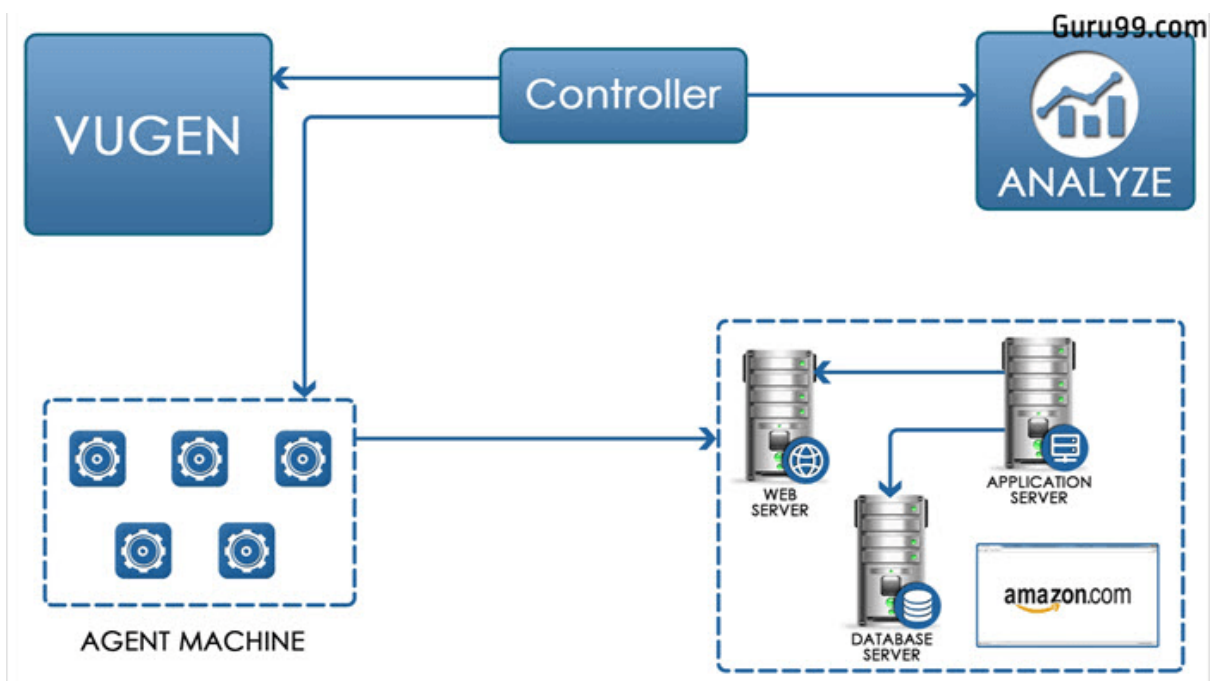 Guru99.com
VUGEN
Controller
ANALYZE
AGENT MACHINE
WEB
SERVER
APPLICATION
SERVER
DATABASE
SERVER
amazon.com